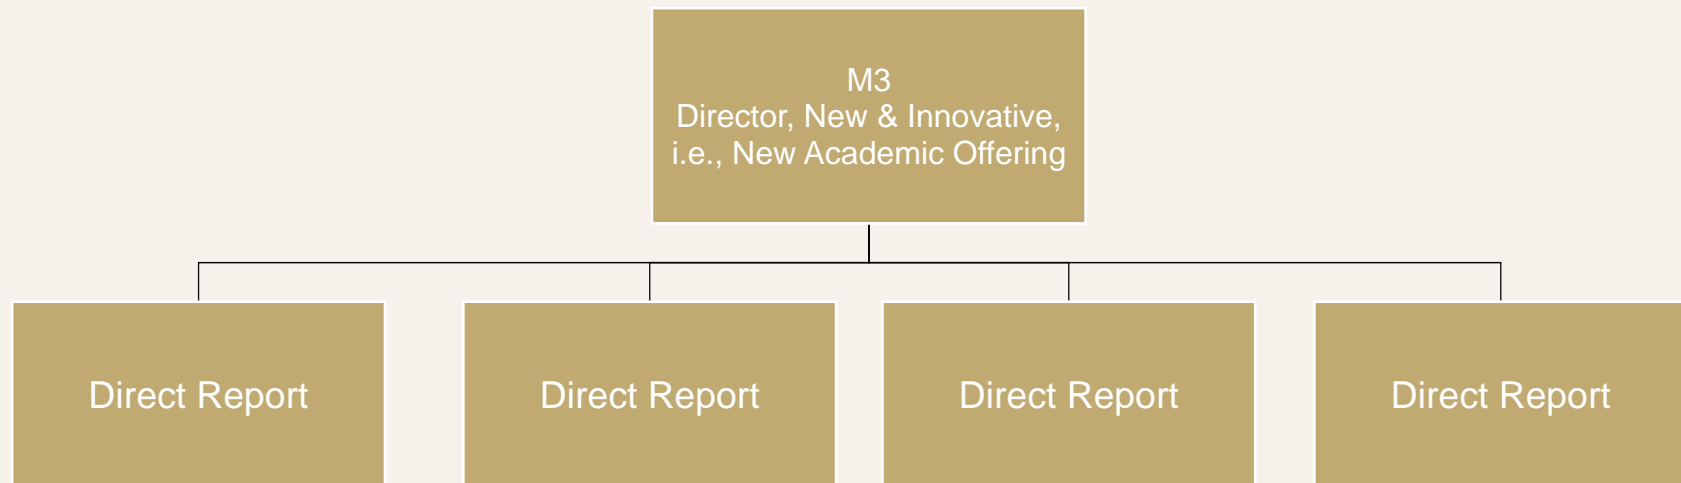 M3
Director, New & Innovative,
i.e., New Academic Offering
Direct Report
Direct Report
Direct Report
Direct Report